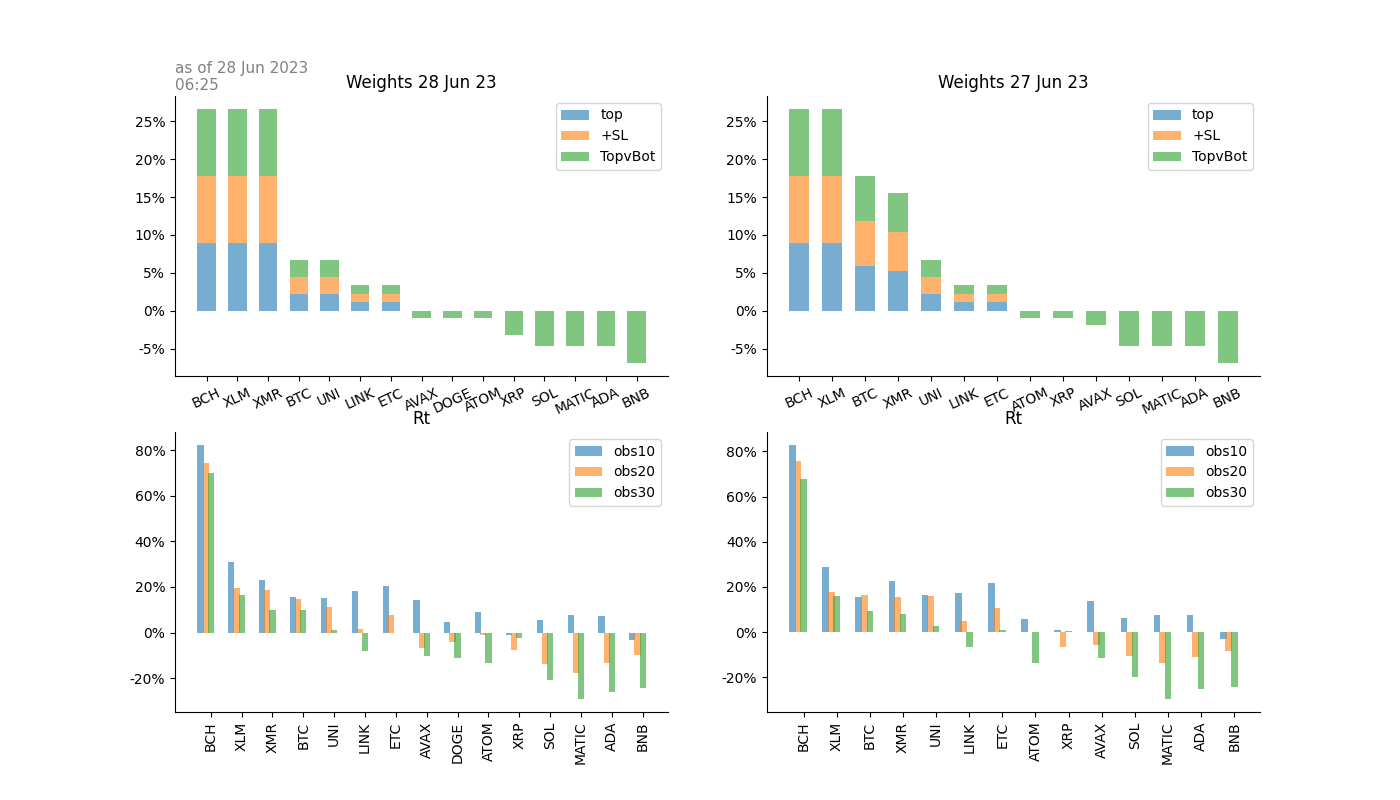 as of 28 Jun 2023
06:25
Weights 28 Jun 23
25%
20%
15%
10%
5%
0%
-5%
top
+SL
TopvBot
BCH XLM XMR BTC UNI LINK ETC AVAX DOGE ATOM XRP SOL MATIC ADA BNB
Weights 27 Jun 23
25%
20%
15%
10%
5%
0%
-5%
top
+SL
TopvBot
BCH XLM BTC XMR UNI LINK ETC ATOM XRP AVAX SOL MATIC ADA BNB
Rt
80%
60%
40%
20%
0%
-20%
obs10
obs20
obs30
BCH XLM XMR BTC UNI LINK ETC AVAX DOGE ATOM XRP SOL MATIC ADA BNB
Rt
80%
60%
40%
20%
0%
-20%
obs10
obs20
obs30
BCH XLM BTC XMR UNI LINK ETC ATOM XRP AVAX SOL MATIC ADA BNB